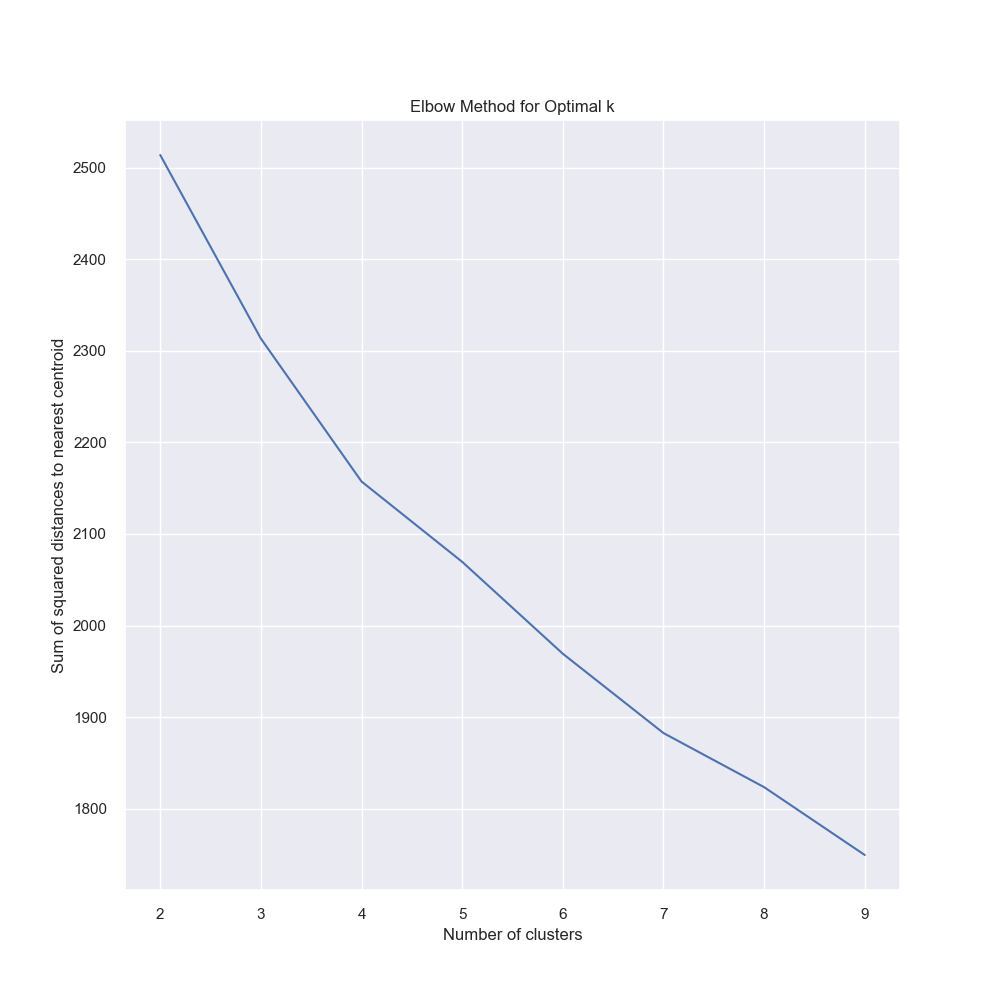 Elbow Method for Optimal k
Sum of squared distances to nearest centroid
2500
2400
2300
2200
2100
2000
1900
1800
2 3 4 5 6 7 8 9
Number of clusters